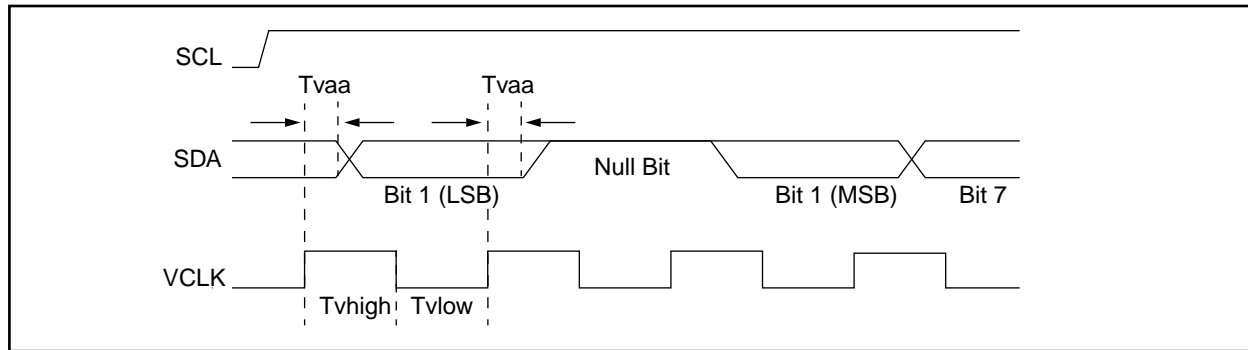 SCL
Tvaa Tvaa
SDA
Null Bit
Bit 1 (LSB) Bit 1 (MSB) Bit 7
VCLK
Tvhigh Tvlow